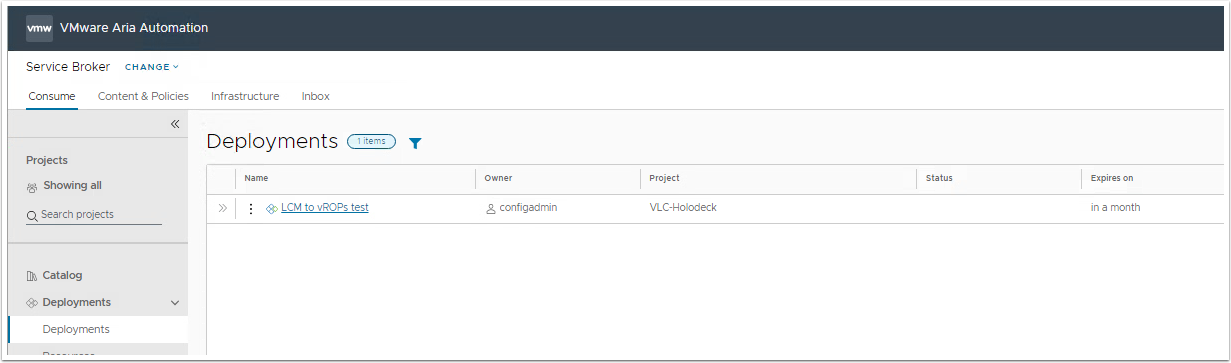 vmw VMware Aria Automation
Service Broker CHANGE
Consume Content & Policies Infrastructure Inbox
Projects
Showing all
Search projects
Catalog
Deployments
Deployments
Resources
Deployments 1 items
Name Owner Project Status Expires on
LCM to vROPs test configadmin VLC-Holodeck in a month